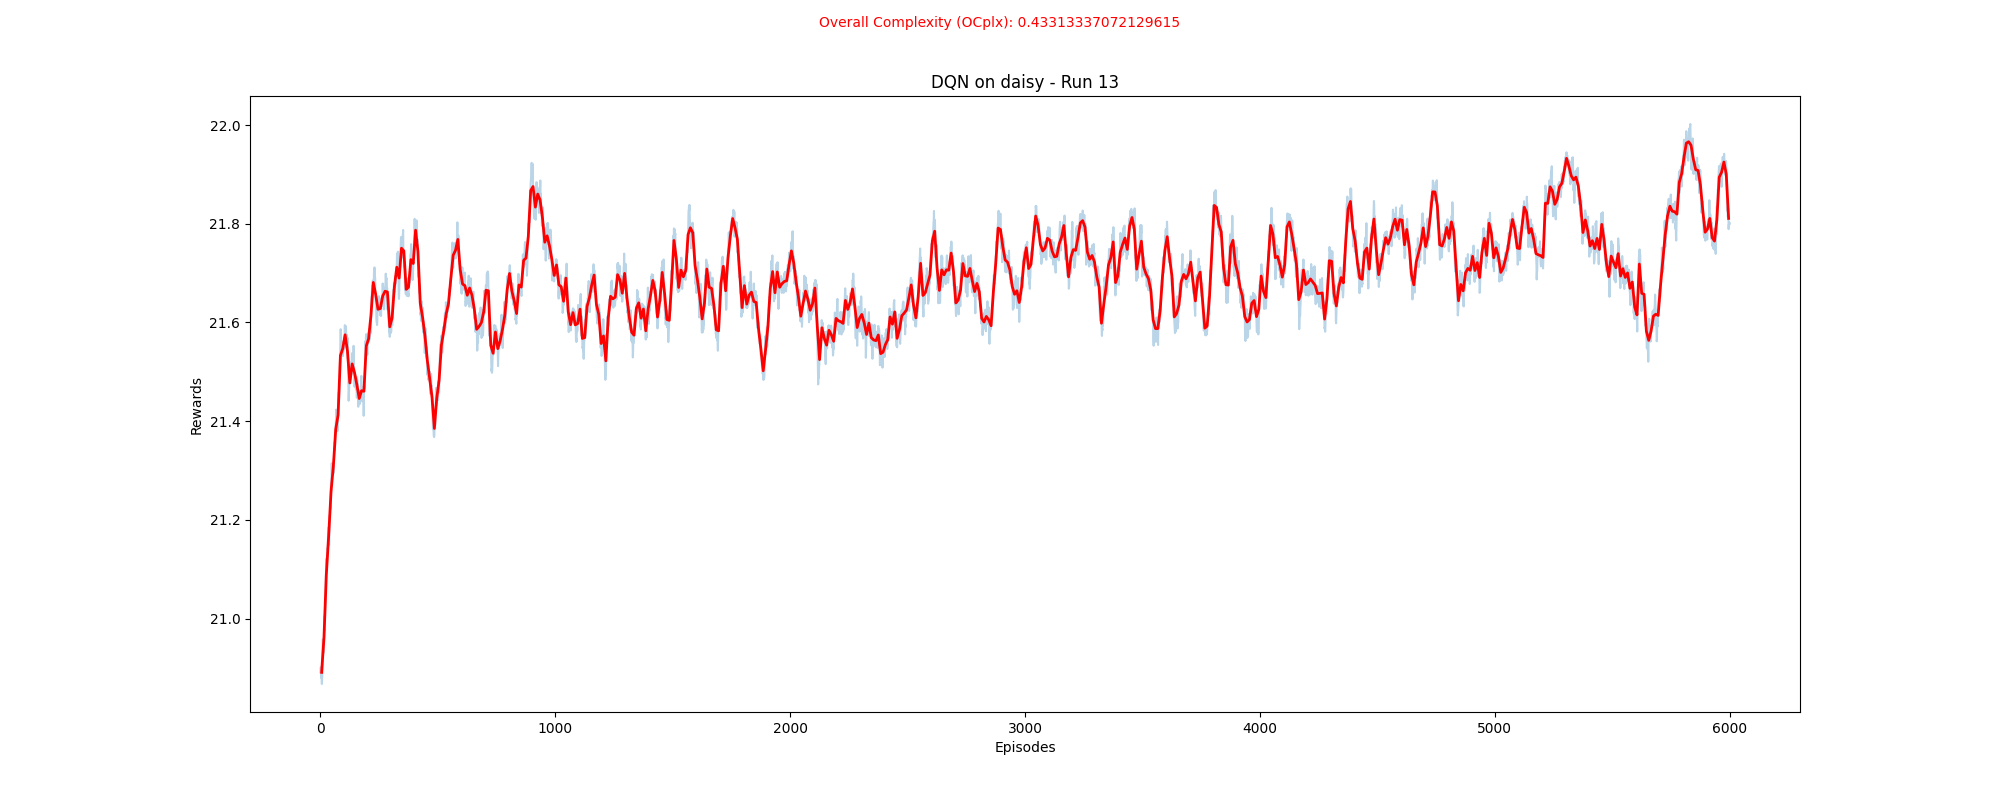 Overall Complexity (OCplx): 0.43313337072129615
DQN on daisy - Run 13
22.0
21.8
21.6
21.4
21.2
21.0
Rewards
0 1000 2000 3000 4000 5000 6000
Episodes